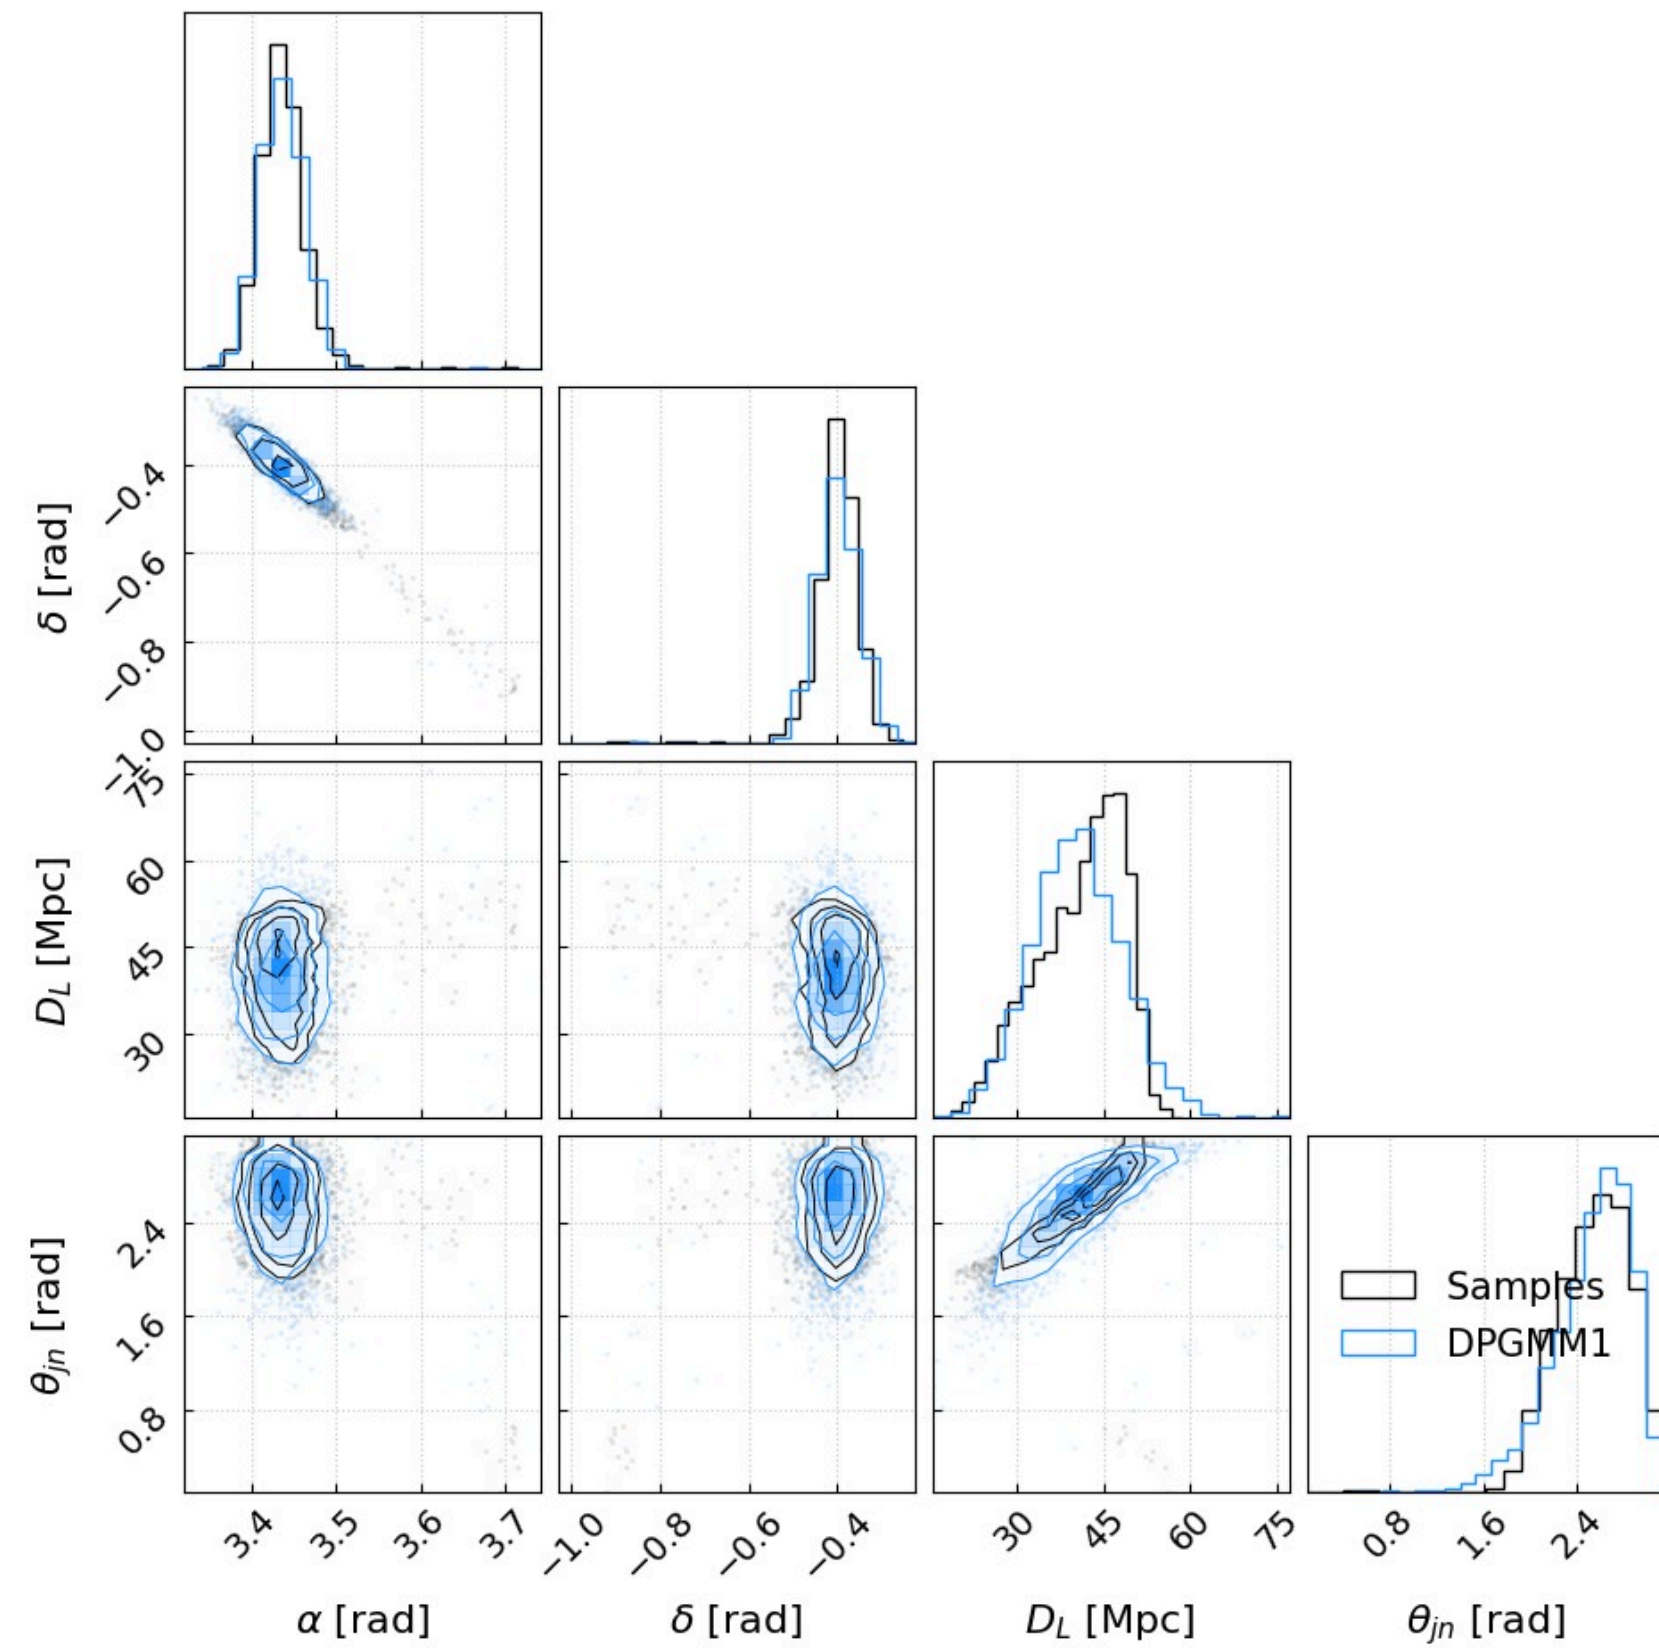 δ [rad]
−0.4
−0.6
−0.8
−1.0
D_L [Mpc]
75
60
45
30
θ_jn [rad]
2.4
1.6
0.8
Samples
DPGMM1
3.4 3.5 3.6 3.7
−1.0 −0.8 −0.6 −0.4
30 45 60 75
0.8 1.6 2.4
α [rad] δ [rad] D_L [Mpc] θ_jn [rad]